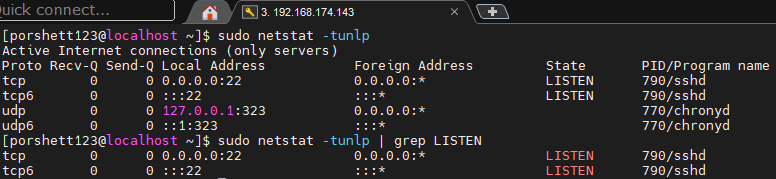 Quick connect...
3. 192.168.174.143
[porshett123@localhost ~]$ sudo netstat -tunlp
Active Internet connections (only servers)
Proto Recv-Q Send-Q Local Address Foreign Address State PID/Program name
tcp 0 0 0.0.0.0:22 0.0.0.0:* LISTEN 790/sshd
tcp6 0 0 :::22 :::* LISTEN 790/sshd
udp 0 0 127.0.0.1:323 0.0.0.0:* 770/chronyd
udp6 0 0 ::1:323 :::* 770/chronyd
[porshett123@localhost ~]$ sudo netstat -tunlp | grep LISTEN
tcp 0 0 0.0.0.0:22 0.0.0.0:* LISTEN 790/sshd
tcp6 0 0 :::22 :::* LISTEN 790/sshd